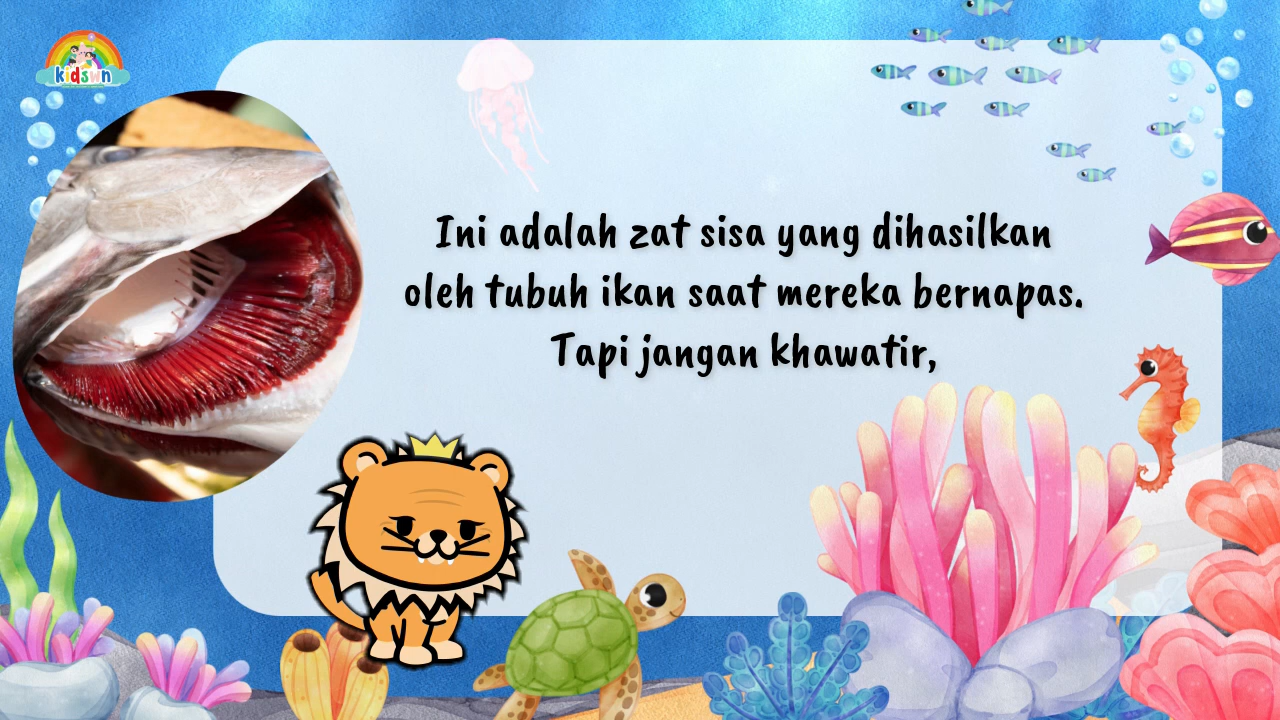 kidswn
Ini adalah zat sisa yang dihasilkan
oleh tubuh ikan saat mereka bernapas.
Tapi jangan khawatir,